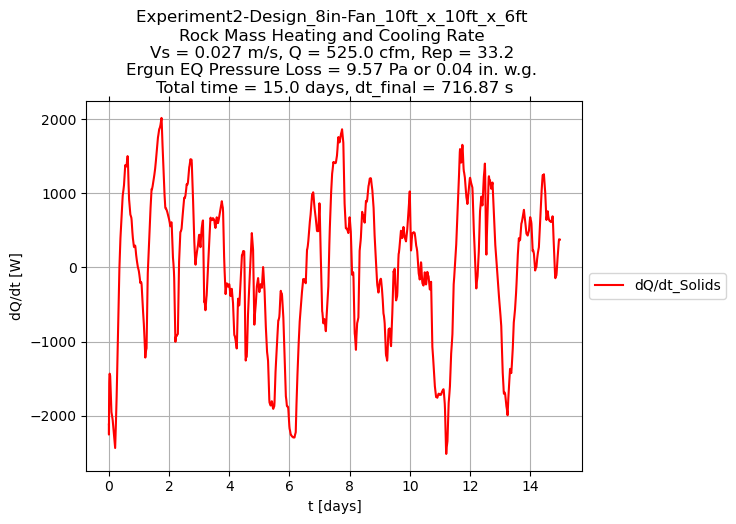 Experiment2-Design_8in-Fan_10ft_x_10ft_x_6ft
Rock Mass Heating and Cooling Rate
Vs = 0.027 m/s, Q = 525.0 cfm, Rep = 33.2
Ergun EQ Pressure Loss = 9.57 Pa or 0.04 in. w.g.
Total time = 15.0 days, dt_final = 716.87 s
2000
1000
0
−1000
−2000
dQ/dt [W]
0 2 4 6 8 10 12 14
t [days]
dQ/dt_Solids